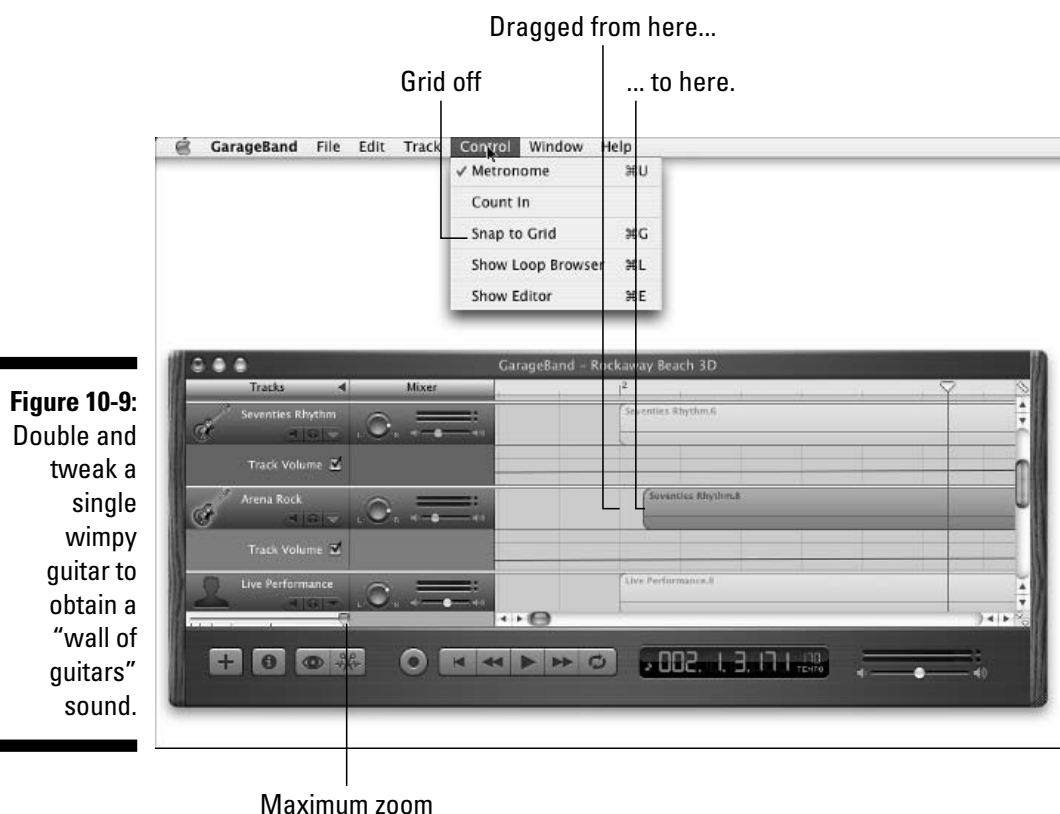 Dragged from here...
Grid off
... to here.
GarageBand File Edit Track Control Window Help
✓ Metronome ⌘U
Count In
Snap to Grid ⌘G
Show Loop Browser ⌘L
Show Editor ⌘E
GarageBand – Rockaway Beach 3D
Tracks Mixer
2
Seventies Rhythm
Seventies Rhythm.6
L R
Track Volume
Arena Rock
Seventies Rhythm.8
L R
Track Volume
Live Performance
Live Performance.8
L R
002. 1. 3. 171 170
TEMPO
Figure 10-9:
Double and
tweak a
single
wimpy
guitar to
obtain a
“wall of
guitars”
sound.
Maximum zoom